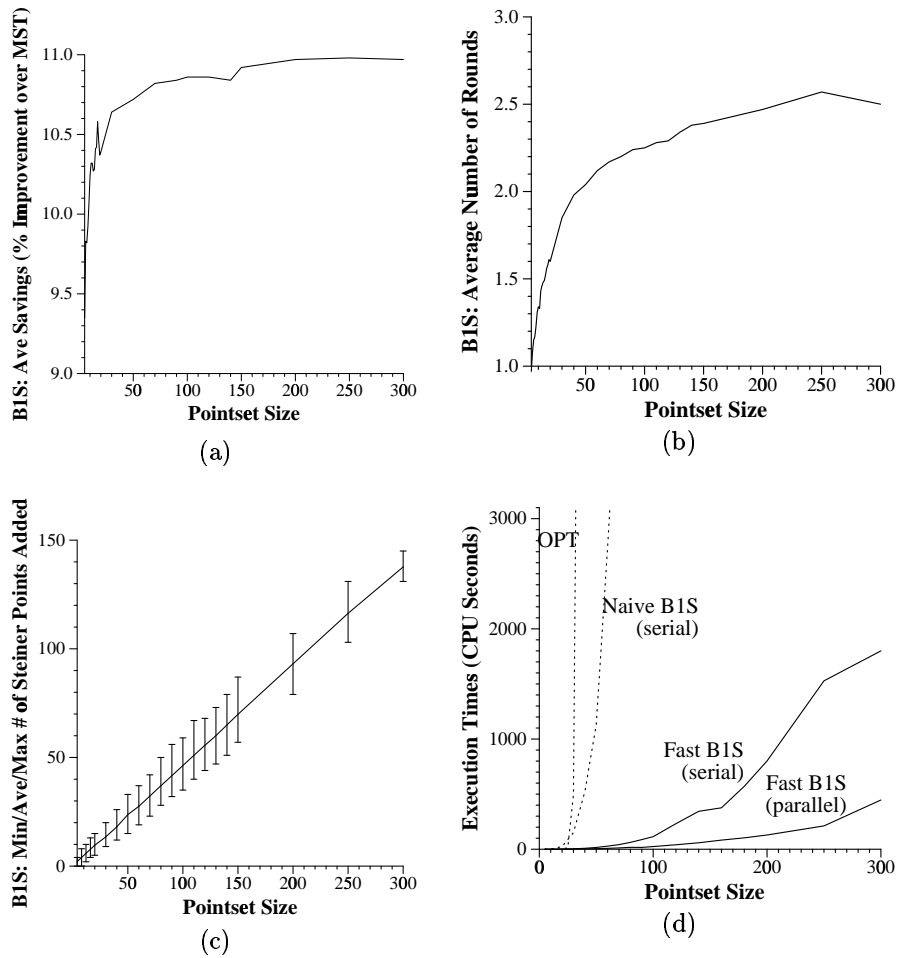 B1S: Ave Savings (% Improvement over MST)
11.0
10.5
10.0
9.5
9.0
50 100 150 200 250 300
Pointset Size
(a)
B1S: Average Number of Rounds
3.0
2.5
2.0
1.5
1.0
50 100 150 200 250 300
Pointset Size
(b)
B1S: Min/Ave/Max # of Steiner Points Added
150
100
50
0
50 100 150 200 250 300
Pointset Size
(c)
Execution Times (CPU Seconds)
3000
2000
1000
0
OPT
Naive B1S
(serial)
Fast B1S
(serial)
Fast B1S
(parallel)
0 100 200 300
Pointset Size
(d)